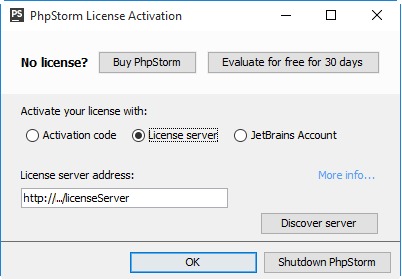 PS PhpStorm License Activation
No license? Buy PhpStorm Evaluate for free for 30 days
Activate your license with:
Activation code License server JetBrains Account
License server address: More info...
http://.../licenseServer
Discover server
OK Shutdown PhpStorm